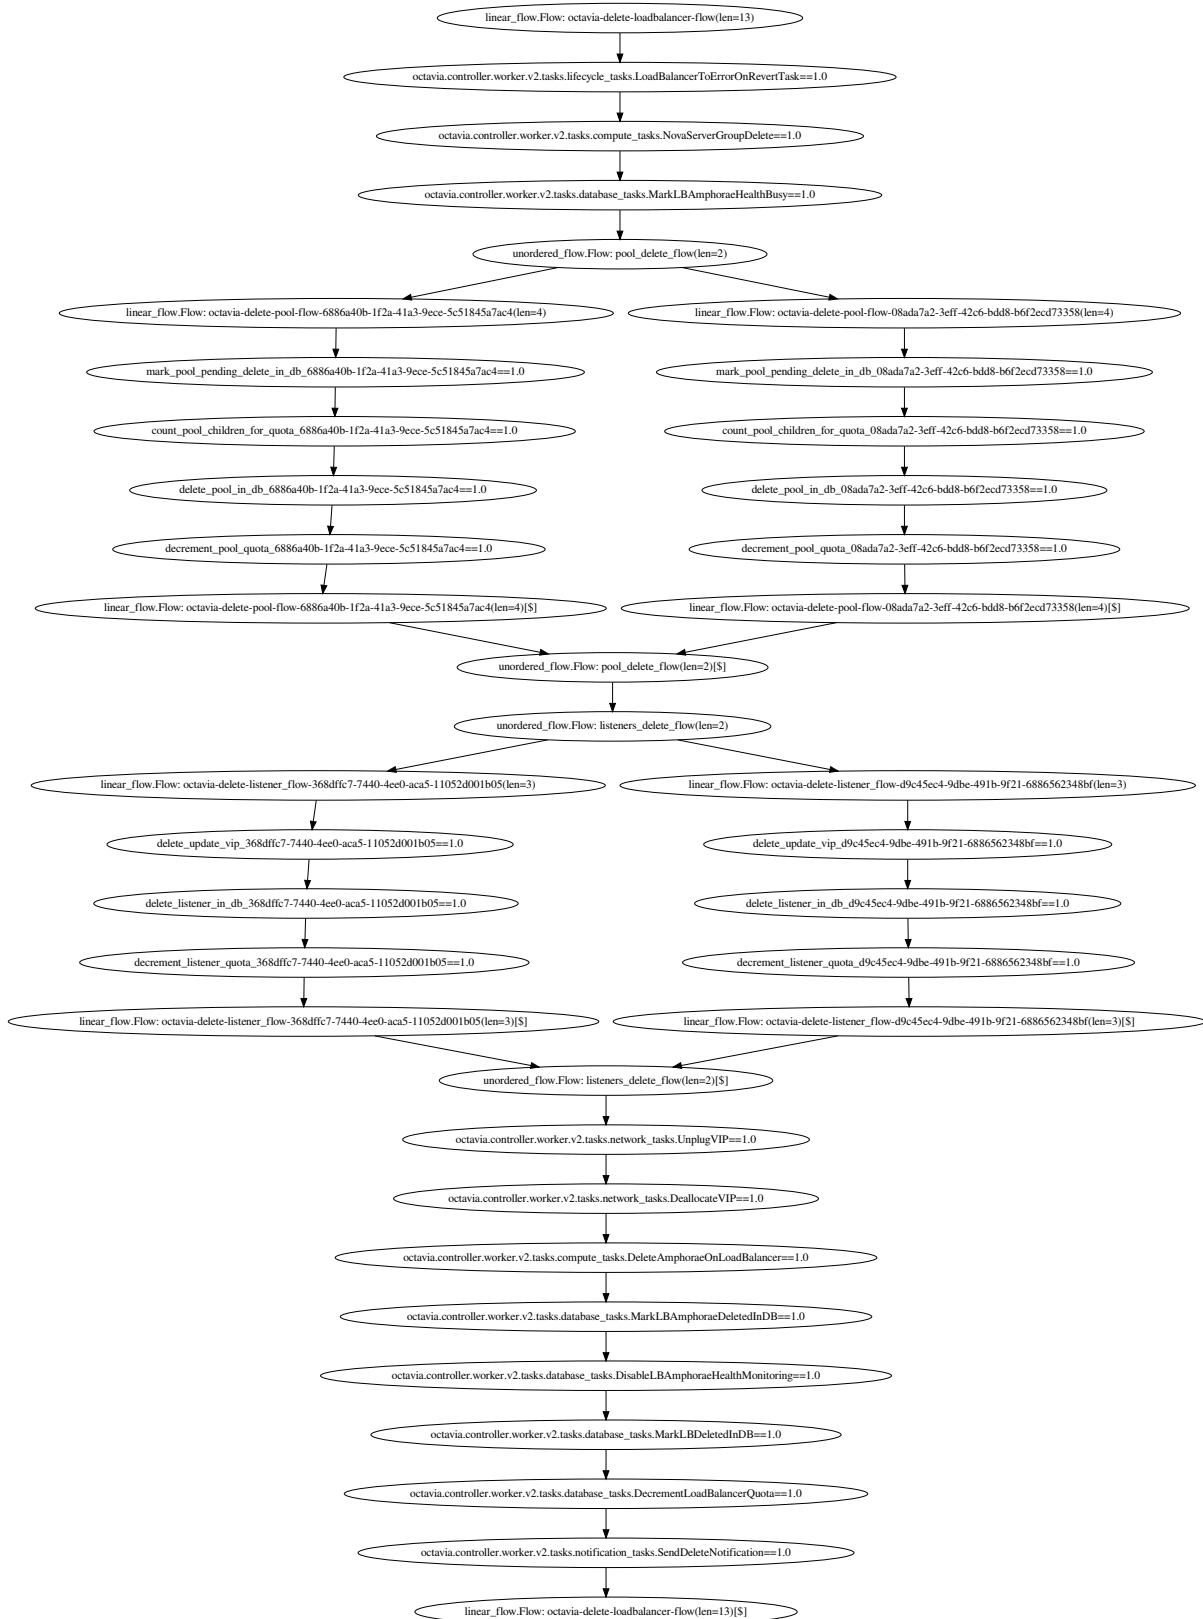 linear_flow.Flow: octavia-delete-loadbalancer-flow(len=13)
octavia.controller.worker.v2.tasks.lifecycle_tasks.LoadBalancerToErrorOnRevertTask==1.0
octavia.controller.worker.v2.tasks.compute_tasks.NovaServerGroupDelete==1.0
octavia.controller.worker.v2.tasks.database_tasks.MarkLBAmphoraeHealthBusy==1.0
unordered_flow.Flow: pool_delete_flow(len=2)
linear_flow.Flow: octavia-delete-pool-flow-6886a40b-1f2a-41a3-9ece-5c51845a7ac4(len=4)
linear_flow.Flow: octavia-delete-pool-flow-08ada7a2-3eff-42c6-bdd8-b6f2ecd73358(len=4)
mark_pool_pending_delete_in_db_6886a40b-1f2a-41a3-9ece-5c51845a7ac4==1.0
mark_pool_pending_delete_in_db_08ada7a2-3eff-42c6-bdd8-b6f2ecd73358==1.0
count_pool_children_for_quota_6886a40b-1f2a-41a3-9ece-5c51845a7ac4==1.0
count_pool_children_for_quota_08ada7a2-3eff-42c6-bdd8-b6f2ecd73358==1.0
delete_pool_in_db_6886a40b-1f2a-41a3-9ece-5c51845a7ac4==1.0
delete_pool_in_db_08ada7a2-3eff-42c6-bdd8-b6f2ecd73358==1.0
decrement_pool_quota_6886a40b-1f2a-41a3-9ece-5c51845a7ac4==1.0
decrement_pool_quota_08ada7a2-3eff-42c6-bdd8-b6f2ecd73358==1.0
linear_flow.Flow: octavia-delete-pool-flow-6886a40b-1f2a-41a3-9ece-5c51845a7ac4(len=4)[$]
linear_flow.Flow: octavia-delete-pool-flow-08ada7a2-3eff-42c6-bdd8-b6f2ecd73358(len=4)[$]
unordered_flow.Flow: pool_delete_flow(len=2)[$]
unordered_flow.Flow: listeners_delete_flow(len=2)
linear_flow.Flow: octavia-delete-listener_flow-368dffc7-7440-4ee0-aca5-11052d001b05(len=3)
linear_flow.Flow: octavia-delete-listener_flow-d9c45ec4-9dbe-491b-9f21-6886562348bf(len=3)
delete_update_vip_368dffc7-7440-4ee0-aca5-11052d001b05==1.0
delete_update_vip_d9c45ec4-9dbe-491b-9f21-6886562348bf==1.0
delete_listener_in_db_368dffc7-7440-4ee0-aca5-11052d001b05==1.0
delete_listener_in_db_d9c45ec4-9dbe-491b-9f21-6886562348bf==1.0
decrement_listener_quota_368dffc7-7440-4ee0-aca5-11052d001b05==1.0
decrement_listener_quota_d9c45ec4-9dbe-491b-9f21-6886562348bf==1.0
linear_flow.Flow: octavia-delete-listener_flow-368dffc7-7440-4ee0-aca5-11052d001b05(len=3)[$]
linear_flow.Flow: octavia-delete-listener_flow-d9c45ec4-9dbe-491b-9f21-6886562348bf(len=3)[$]
unordered_flow.Flow: listeners_delete_flow(len=2)[$]
octavia.controller.worker.v2.tasks.network_tasks.UnplugVIP==1.0
octavia.controller.worker.v2.tasks.network_tasks.DeallocateVIP==1.0
octavia.controller.worker.v2.tasks.compute_tasks.DeleteAmphoraeOnLoadBalancer==1.0
octavia.controller.worker.v2.tasks.database_tasks.MarkLBAmphoraeDeletedInDB==1.0
octavia.controller.worker.v2.tasks.database_tasks.DisableLBAmphoraeHealthMonitoring==1.0
octavia.controller.worker.v2.tasks.database_tasks.MarkLBDeletedInDB==1.0
octavia.controller.worker.v2.tasks.database_tasks.DecrementLoadBalancerQuota==1.0
octavia.controller.worker.v2.tasks.notification_tasks.SendDeleteNotification==1.0
linear_flow.Flow: octavia-delete-loadbalancer-flow(len=13)[$]